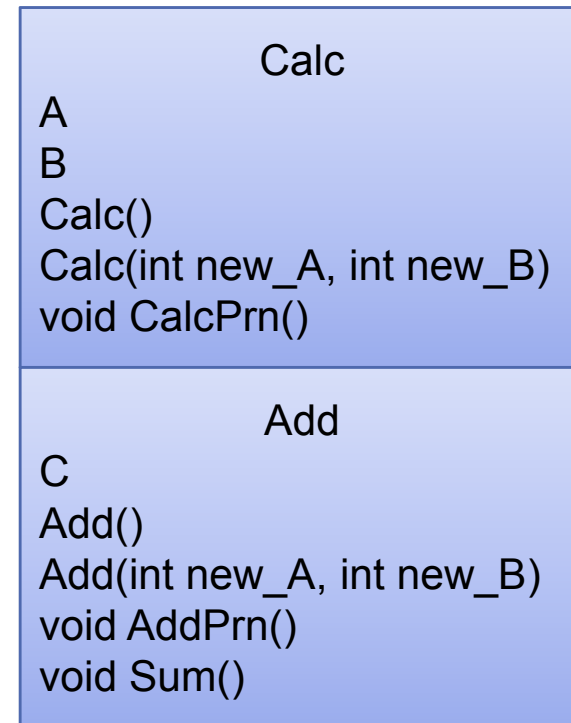 Calc
A
B
Calc()
Calc(int new_A, int new_B)
void CalcPrn()
Add
C
Add()
Add(int new_A, int new_B)
void AddPrn()
void Sum()